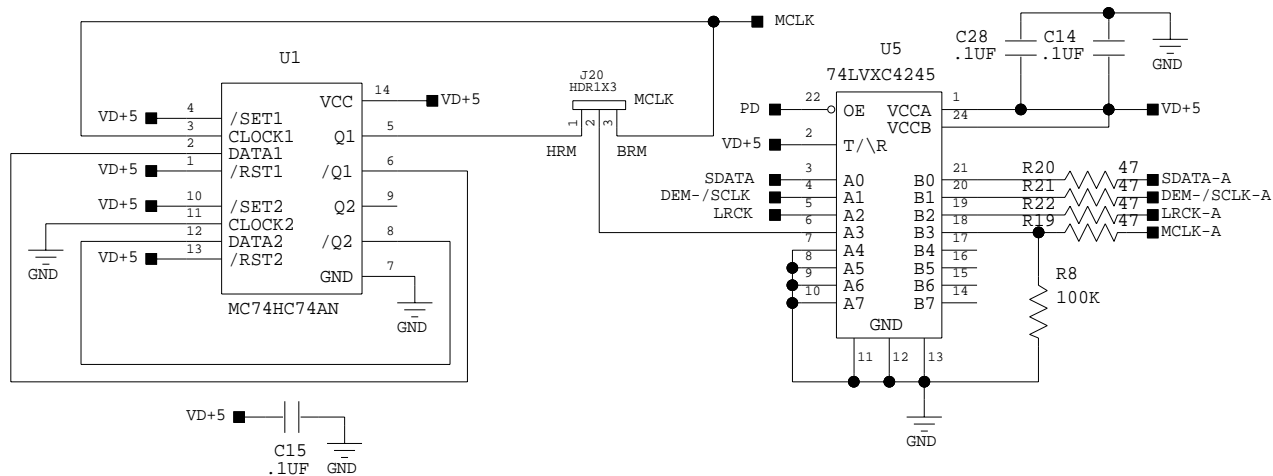 MCLK
C28
.1UF
C14
.1UF
GND
U1
U5
74LVXC4245
J20
HDR1X3
MCLK
1
2
3
HRM
BRM
VD+5
4
/SET1
3
CLOCK1
2
DATA1
VD+5
1
/RST1
VD+5
10
/SET2
11
CLOCK2
12
DATA2
VD+5
13
/RST2
GND
VCC
14
VD+5
Q1
5
/Q1
6
Q2
9
/Q2
8
GND
7
GND
MC74HC74AN
PD
22
OE
VD+5
2
T/\R
SDATA
3
A0
DEM-/SCLK
4
A1
LRCK
5
A2
6
A3
7
A4
8
A5
9
A6
10
A7
VCCA
1
VD+5
VCCB
24
B0
21
R20
47
SDATA-A
B1
20
R21
47
DEM-/SCLK-A
B2
19
R22
47
LRCK-A
B3
18
R19
47
MCLK-A
B4
17
B5
16
B6
15
B7
14
GND
11
12
13
GND
R8
100K
VD+5
C15
.1UF
GND